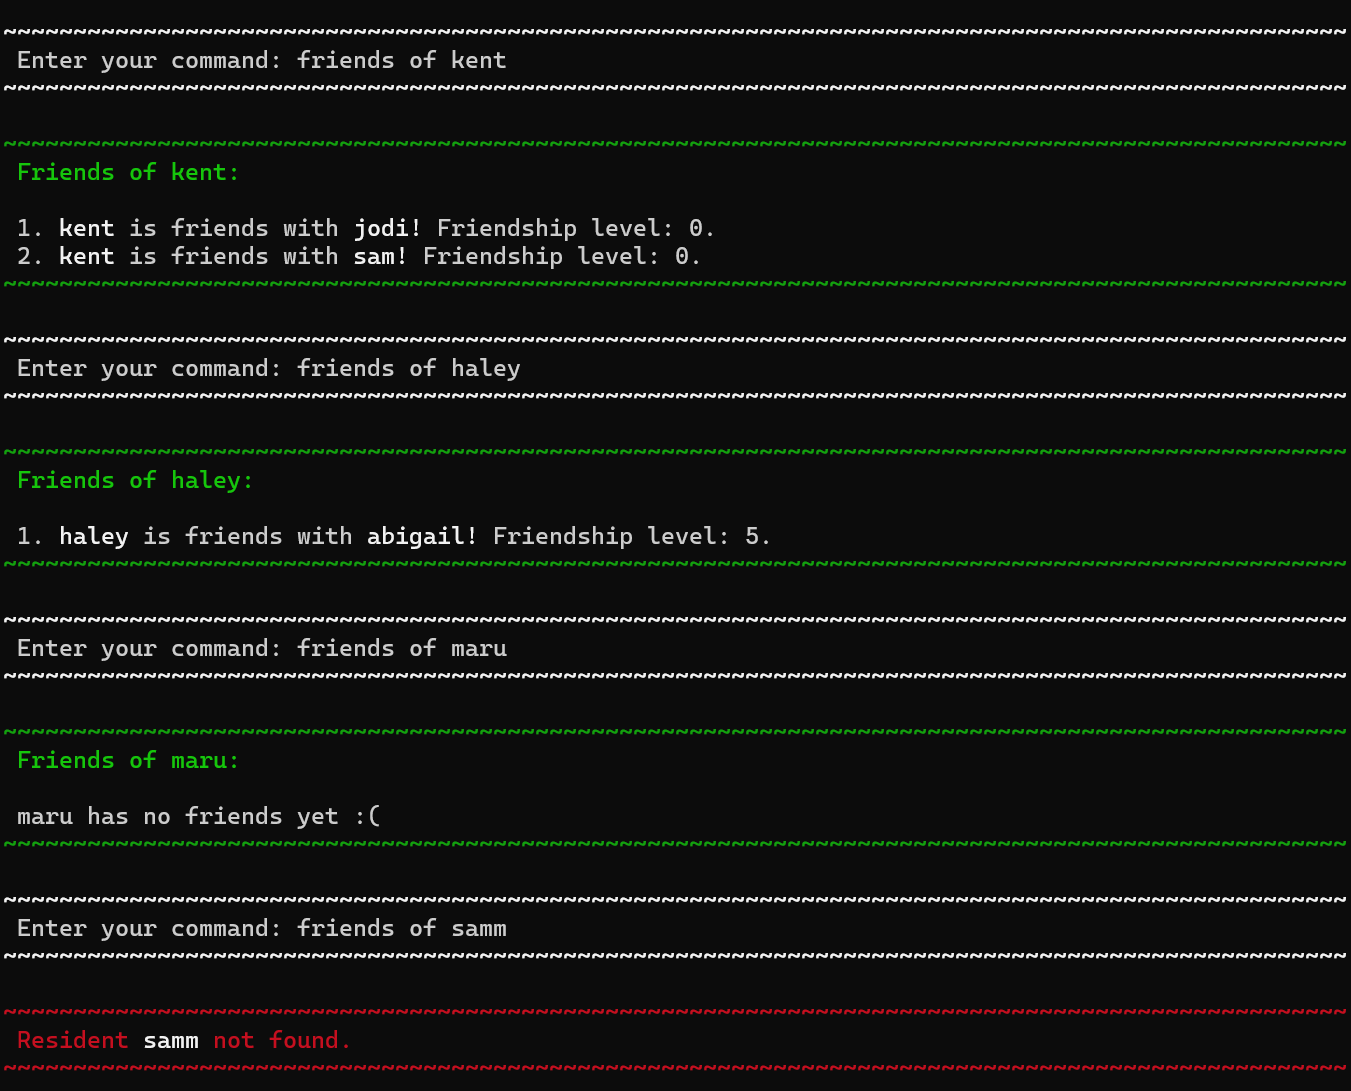 ~~~~~~~~~~~~~~~~~~~~~~~~~~~~~~~~~~~~~~~~~~~~~~~~~~~~~~~~~~~~~~~~~~~~~~~~~~~~~~~~~~~~~~~~~~~~~~~~
Enter your command: friends of kent
~~~~~~~~~~~~~~~~~~~~~~~~~~~~~~~~~~~~~~~~~~~~~~~~~~~~~~~~~~~~~~~~~~~~~~~~~~~~~~~~~~~~~~~~~~~~~~~~
~~~~~~~~~~~~~~~~~~~~~~~~~~~~~~~~~~~~~~~~~~~~~~~~~~~~~~~~~~~~~~~~~~~~~~~~~~~~~~~~~~~~~~~~~~~~~~~~
Friends of kent:
1. kent is friends with jodi! Friendship level: 0.
2. kent is friends with sam! Friendship level: 0.
~~~~~~~~~~~~~~~~~~~~~~~~~~~~~~~~~~~~~~~~~~~~~~~~~~~~~~~~~~~~~~~~~~~~~~~~~~~~~~~~~~~~~~~~~~~~~~~~
~~~~~~~~~~~~~~~~~~~~~~~~~~~~~~~~~~~~~~~~~~~~~~~~~~~~~~~~~~~~~~~~~~~~~~~~~~~~~~~~~~~~~~~~~~~~~~~~
Enter your command: friends of haley
~~~~~~~~~~~~~~~~~~~~~~~~~~~~~~~~~~~~~~~~~~~~~~~~~~~~~~~~~~~~~~~~~~~~~~~~~~~~~~~~~~~~~~~~~~~~~~~~
~~~~~~~~~~~~~~~~~~~~~~~~~~~~~~~~~~~~~~~~~~~~~~~~~~~~~~~~~~~~~~~~~~~~~~~~~~~~~~~~~~~~~~~~~~~~~~~~
Friends of haley:
1. haley is friends with abigail! Friendship level: 5.
~~~~~~~~~~~~~~~~~~~~~~~~~~~~~~~~~~~~~~~~~~~~~~~~~~~~~~~~~~~~~~~~~~~~~~~~~~~~~~~~~~~~~~~~~~~~~~~~
~~~~~~~~~~~~~~~~~~~~~~~~~~~~~~~~~~~~~~~~~~~~~~~~~~~~~~~~~~~~~~~~~~~~~~~~~~~~~~~~~~~~~~~~~~~~~~~~
Enter your command: friends of maru
~~~~~~~~~~~~~~~~~~~~~~~~~~~~~~~~~~~~~~~~~~~~~~~~~~~~~~~~~~~~~~~~~~~~~~~~~~~~~~~~~~~~~~~~~~~~~~~~
~~~~~~~~~~~~~~~~~~~~~~~~~~~~~~~~~~~~~~~~~~~~~~~~~~~~~~~~~~~~~~~~~~~~~~~~~~~~~~~~~~~~~~~~~~~~~~~~
Friends of maru:
maru has no friends yet :(
~~~~~~~~~~~~~~~~~~~~~~~~~~~~~~~~~~~~~~~~~~~~~~~~~~~~~~~~~~~~~~~~~~~~~~~~~~~~~~~~~~~~~~~~~~~~~~~~
~~~~~~~~~~~~~~~~~~~~~~~~~~~~~~~~~~~~~~~~~~~~~~~~~~~~~~~~~~~~~~~~~~~~~~~~~~~~~~~~~~~~~~~~~~~~~~~~
Enter your command: friends of samm
~~~~~~~~~~~~~~~~~~~~~~~~~~~~~~~~~~~~~~~~~~~~~~~~~~~~~~~~~~~~~~~~~~~~~~~~~~~~~~~~~~~~~~~~~~~~~~~~
~~~~~~~~~~~~~~~~~~~~~~~~~~~~~~~~~~~~~~~~~~~~~~~~~~~~~~~~~~~~~~~~~~~~~~~~~~~~~~~~~~~~~~~~~~~~~~~~
Resident samm not found.
~~~~~~~~~~~~~~~~~~~~~~~~~~~~~~~~~~~~~~~~~~~~~~~~~~~~~~~~~~~~~~~~~~~~~~~~~~~~~~~~~~~~~~~~~~~~~~~~